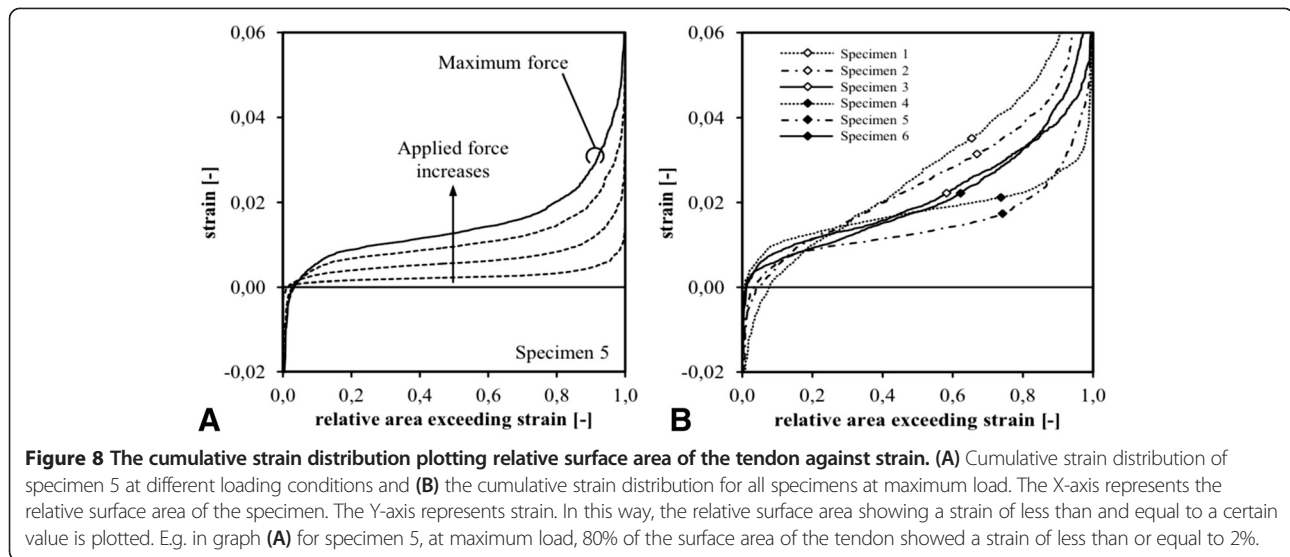 0,06
0,04
0,02
0,00
-0,02
strain [-]
Maximum force
Applied force
increases
Specimen 5
0,0 0,2 0,4 0,6 0,8 1,0
relative area exceeding strain [-]
A
0,06
0,04
0,02
0,00
-0,02
strain [-]
Specimen 1
Specimen 2
Specimen 3
Specimen 4
Specimen 5
Specimen 6
0,0 0,2 0,4 0,6 0,8 1,0
relative area exceeding strain [-]
B
Figure 8 The cumulative strain distribution plotting relative surface area of the tendon against strain. (A) Cumulative strain distribution of
specimen 5 at different loading conditions and (B) the cumulative strain distribution for all specimens at maximum load. The X-axis represents the
relative surface area of the specimen. The Y-axis represents strain. In this way, the relative surface area showing a strain of less than and equal to a certain
value is plotted. E.g. in graph (A) for specimen 5, at maximum load, 80% of the surface area of the tendon showed a strain of less than or equal to 2%.